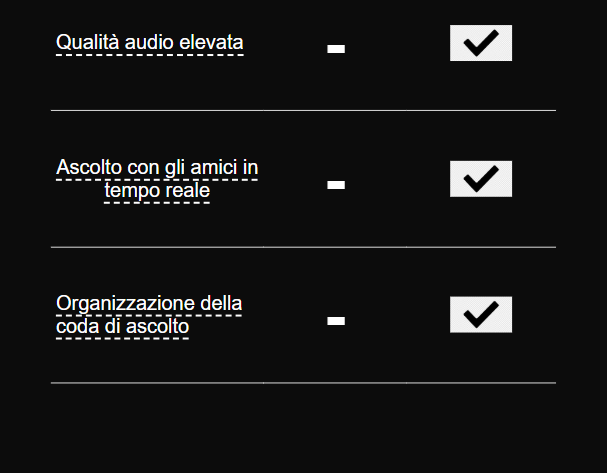 Qualità audio elevata
-
Ascolto con gli amici in
tempo reale
-
Organizzazione della
coda di ascolto
-